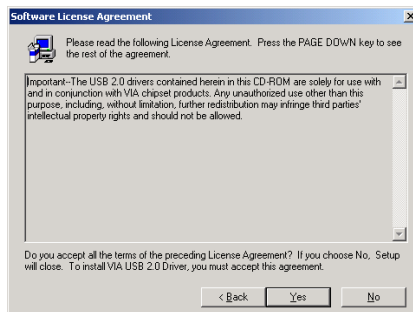 Software License Agreement
Please read the following License Agreement. Press the PAGE DOWN key to see
the rest of the agreement.
Important--The USB 2.0 drivers contained herein in this CD-ROM are solely for use with
and in conjunction with VIA chipset products. Any unauthorized use other than this
purpose, including, without limitation, further redistribution may infringe third parties'
intellectual property rights and should not be allowed.
Do you accept all the terms of the preceding License Agreement? If you choose No, Setup
will close. To install VIA USB 2.0 Driver, you must accept this agreement.
< Back Yes No